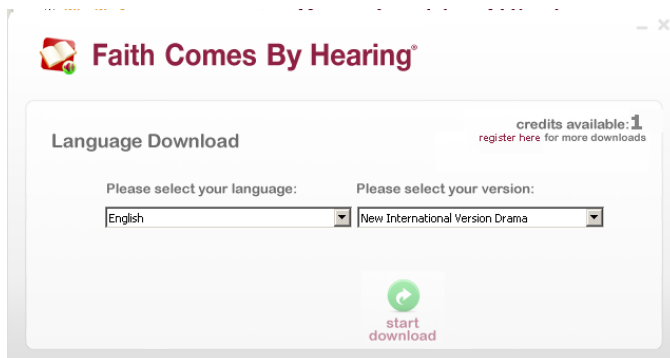 Faith Comes By Hearing®
credits available:1
register here for more downloads
Language Download
Please select your language:
Please select your version:
English
New International Version Drama
start
download